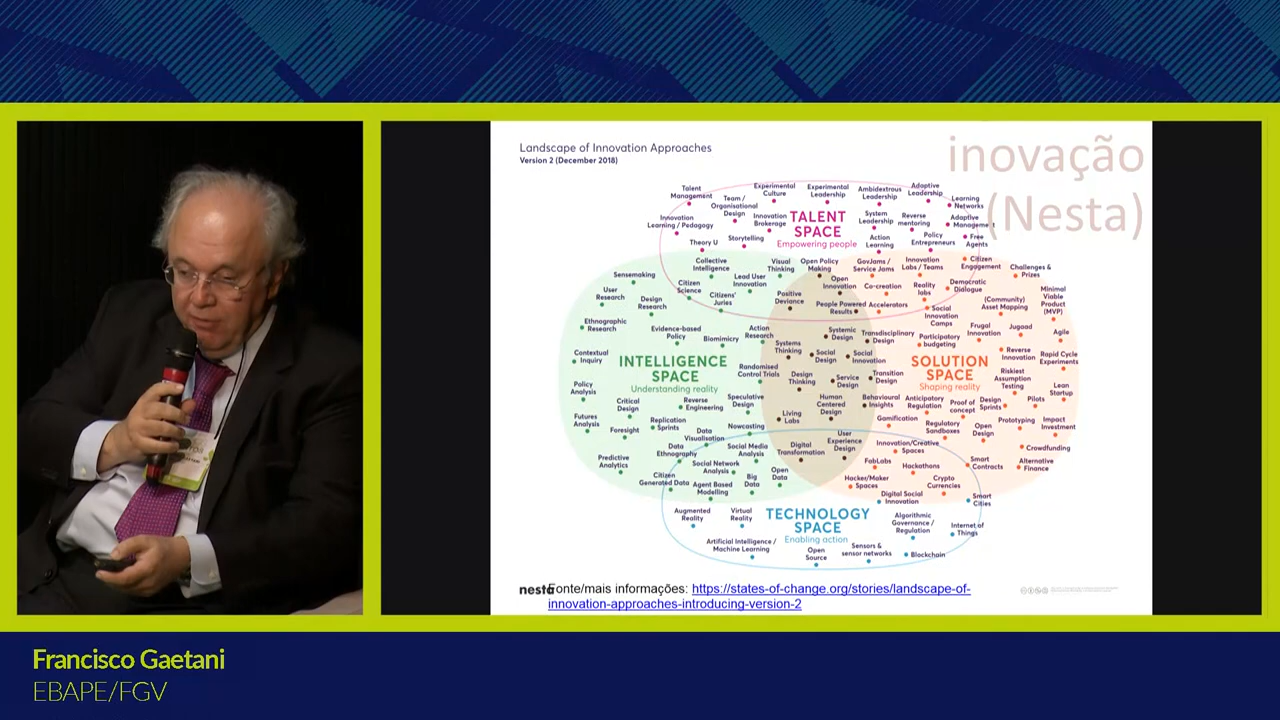 Landscape of Innovation Approaches
Version 2 (December 2018)
inovação
(Nesta)
Talent
Management
Experimental
Culture
Experimental
Leadership
Ambidextrous
Leadership
Adaptive
Leadership
Team /
Organisational
Design
Learning
Networks
Innovation
Learning / Pedagogy
Innovation
Brokerage
TALENT
SPACE
Empowering people
System
Leadership
Reverse
mentoring
Adaptive
Management
Theory U
Storytelling
Action
Learning
Policy
Entrepreneurs
Free
Agents
Sensemaking
Collective
Intelligence
Visual
Thinking
Open Policy
Making
GovJams /
Service Jams
Innovation
Labs / Teams
Citizen
Engagement
Challenges &
Prizes
User
Research
Design
Research
Citizen
Science
Lead User
Innovation
Citizens'
Juries
Positive
Deviance
Open
Innovation
Co-creation
Reality
labs
Democratic
Dialogue
People Powered
Results
Accelerators
(Community)
Asset Mapping
Minimal
Viable
Product
(MVP)
Social
Innovation
Camps
Ethnographic
Research
Evidence-based
Policy
Biomimicry
Action
Research
Systemic
Design
Transdisciplinary
Design
Participatory
budgeting
Frugal
Innovation
Jugaad
Agile
Contextual
Inquiry
INTELLIGENCE
SPACE
Understanding reality
Randomised
Control Trials
Systems
Thinking
Social
Design
Social
Innovation
SOLUTION
SPACE
Shaping reality
Reverse
Innovation
Rapid Cycle
Experiments
Policy
Analysis
Design
Thinking
Service
Design
Transition
Design
Riskiest
Assumption
Testing
Lean
Startup
Critical
Design
Reverse
Engineering
Speculative
Design
Human
Centered
Design
Behavioural
Insights
Anticipatory
Regulation
Proof of
concept
Design
Sprints
Pilots
Futures
Analysis
Foresight
Replication
Sprints
Data
Visualisation
Nowcasting
Living
Labs
Gamification
Regulatory
Sandboxes
Open
Design
Prototyping
Impact
Investment
Predictive
Analytics
Data
Ethnography
Social Media
Analysis
Digital
Transformation
User
Experience
Design
Innovation/Creative
Spaces
Crowdfunding
Social Network
Analysis
FabLabs
Hackathons
Smart
Contracts
Alternative
Finance
Citizen
Generated Data
Agent Based
Modelling
Big
Data
Open
Data
Hacker/Maker
Spaces
Crypto
Currencies
Digital Social
Innovation
Smart
Cities
Augmented
Reality
Virtual
Reality
TECHNOLOGY
SPACE
Enabling action
Algorithmic
Governance /
Regulation
Internet of
Things
Artificial Intelligence /
Machine Learning
Open
Source
Sensors &
sensor networks
Blockchain
nesta
Fonte/mais informações: https://states-of-change.org/stories/landscape-of-
innovation-approaches-introducing-version-2
Francisco Gaetani
EBAPE/FGV